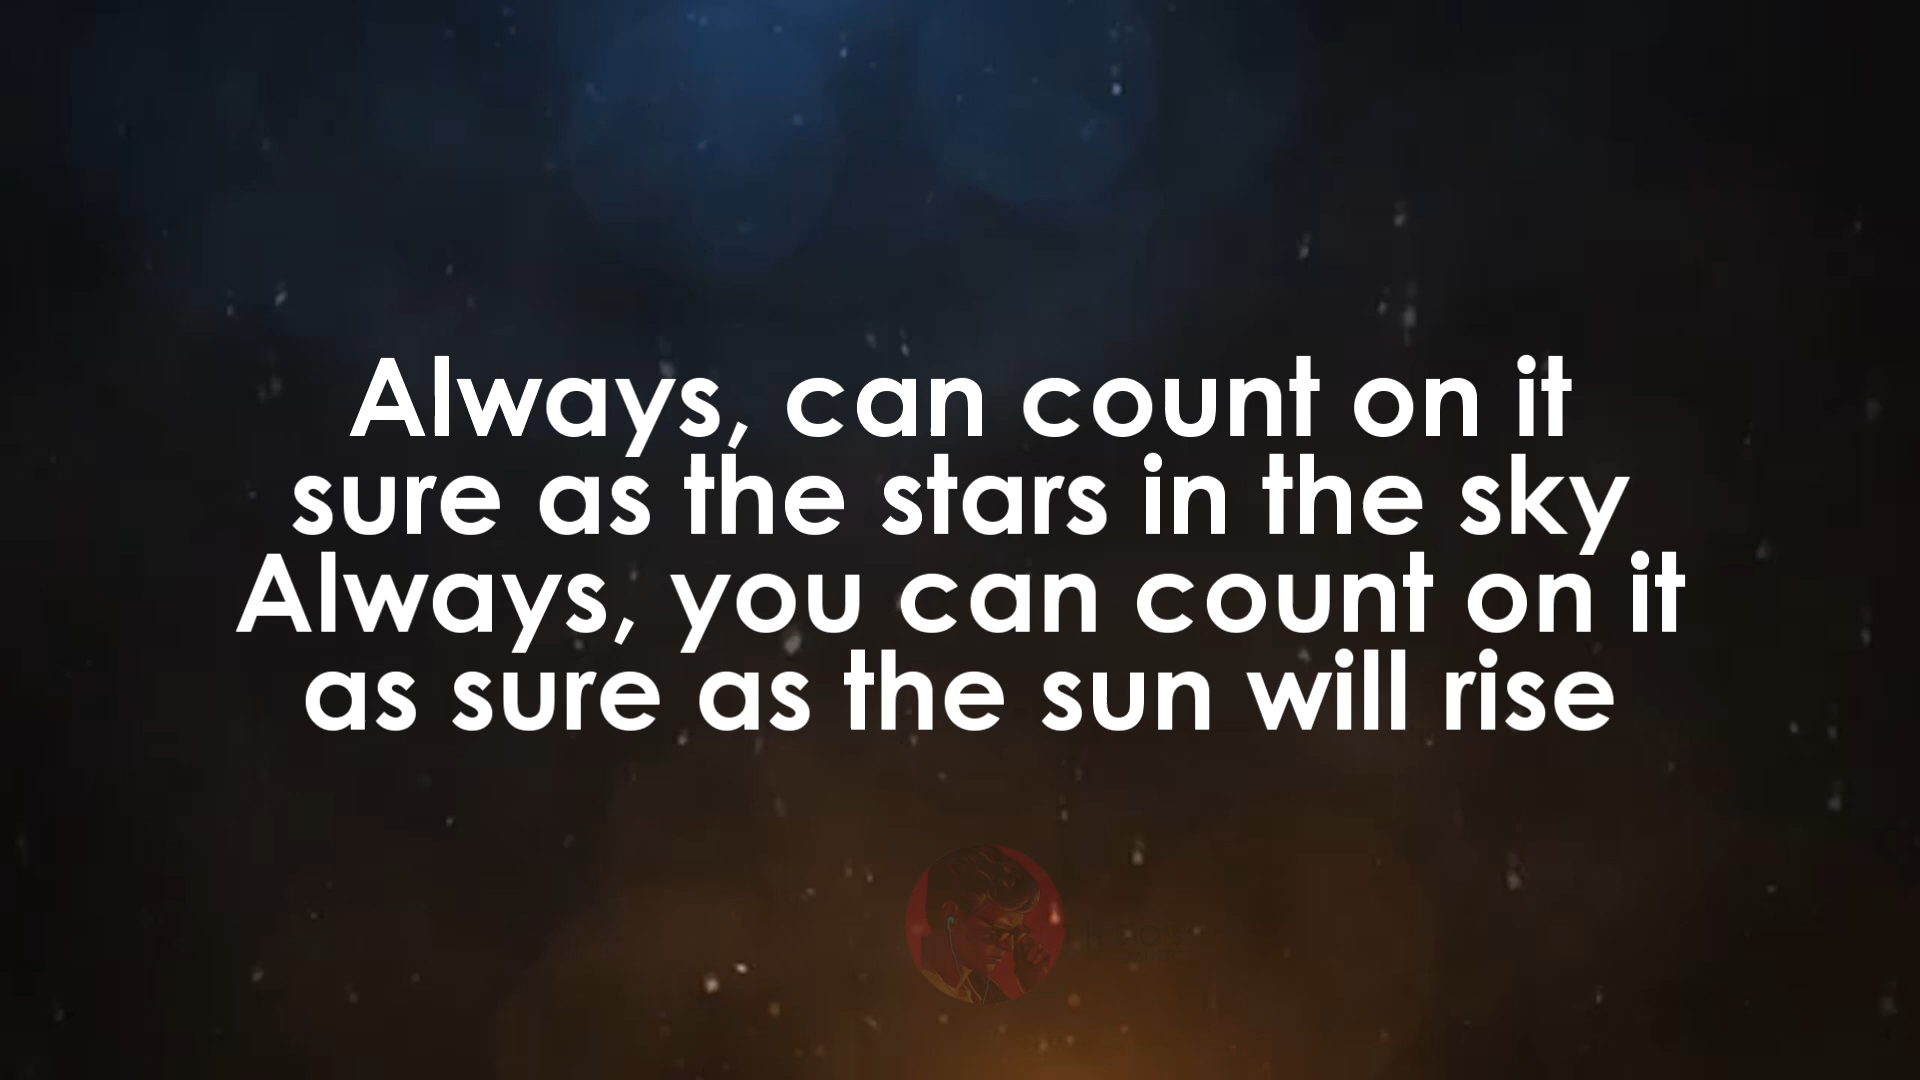 Always, can count on it
sure as the stars in the sky
Always, you can count on it
as sure as the sun will rise